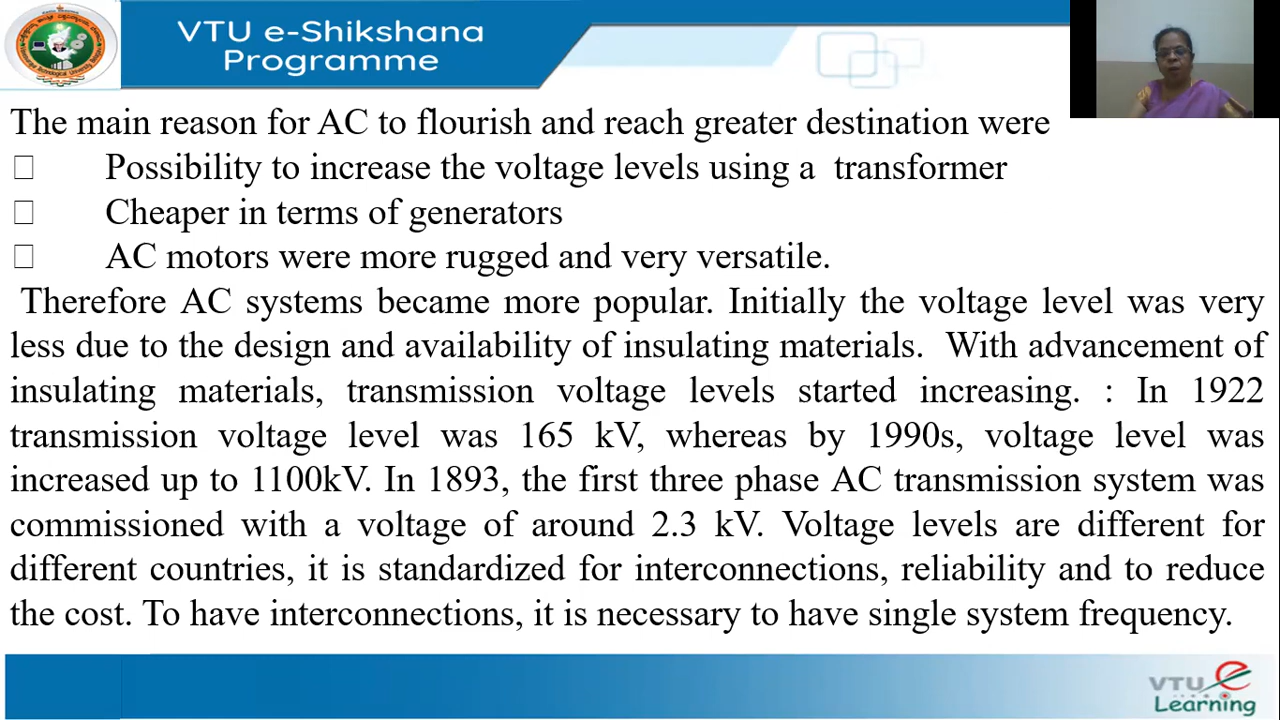 VTU e-Shikshana
Programme
The main reason for AC to flourish and reach greater destination were
Possibility to increase the voltage levels using a transformer
Cheaper in terms of generators
AC motors were more rugged and very versatile.
Therefore AC systems became more popular. Initially the voltage level was very
less due to the design and availability of insulating materials. With advancement of
insulating materials, transmission voltage levels started increasing. : In 1922
transmission voltage level was 165 kV, whereas by 1990s, voltage level was
increased up to 1100kV. In 1893, the first three phase AC transmission system was
commissioned with a voltage of around 2.3 kV. Voltage levels are different for
different countries, it is standardized for interconnections, reliability and to reduce
the cost. To have interconnections, it is necessary to have single system frequency.
VTU e
Learning